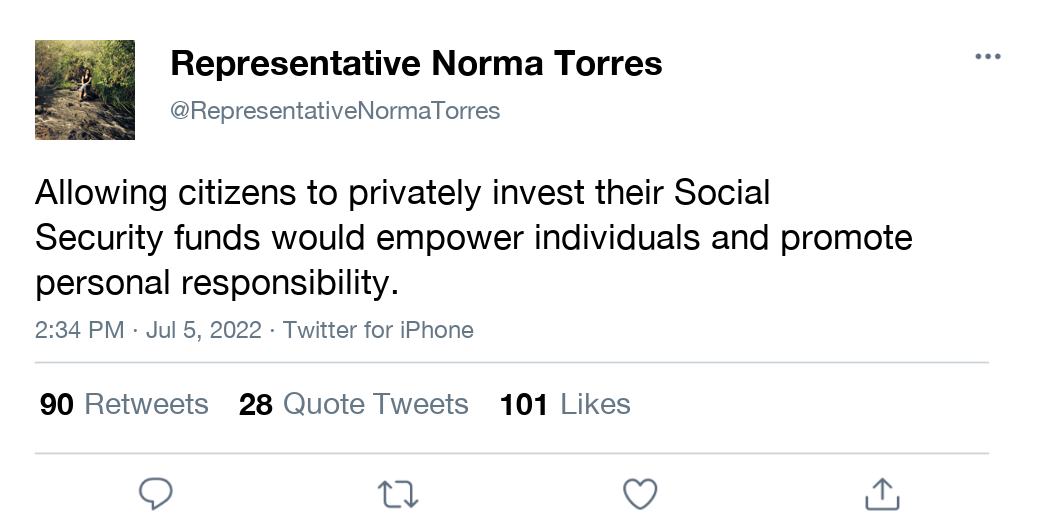 Representative Norma Torres
@RepresentativeNormaTorres
Allowing citizens to privately invest their Social
Security funds would empower individuals and promote
personal responsibility.
2:34 PM · Jul 5, 2022 · Twitter for iPhone
90 Retweets 28 Quote Tweets 101 Likes